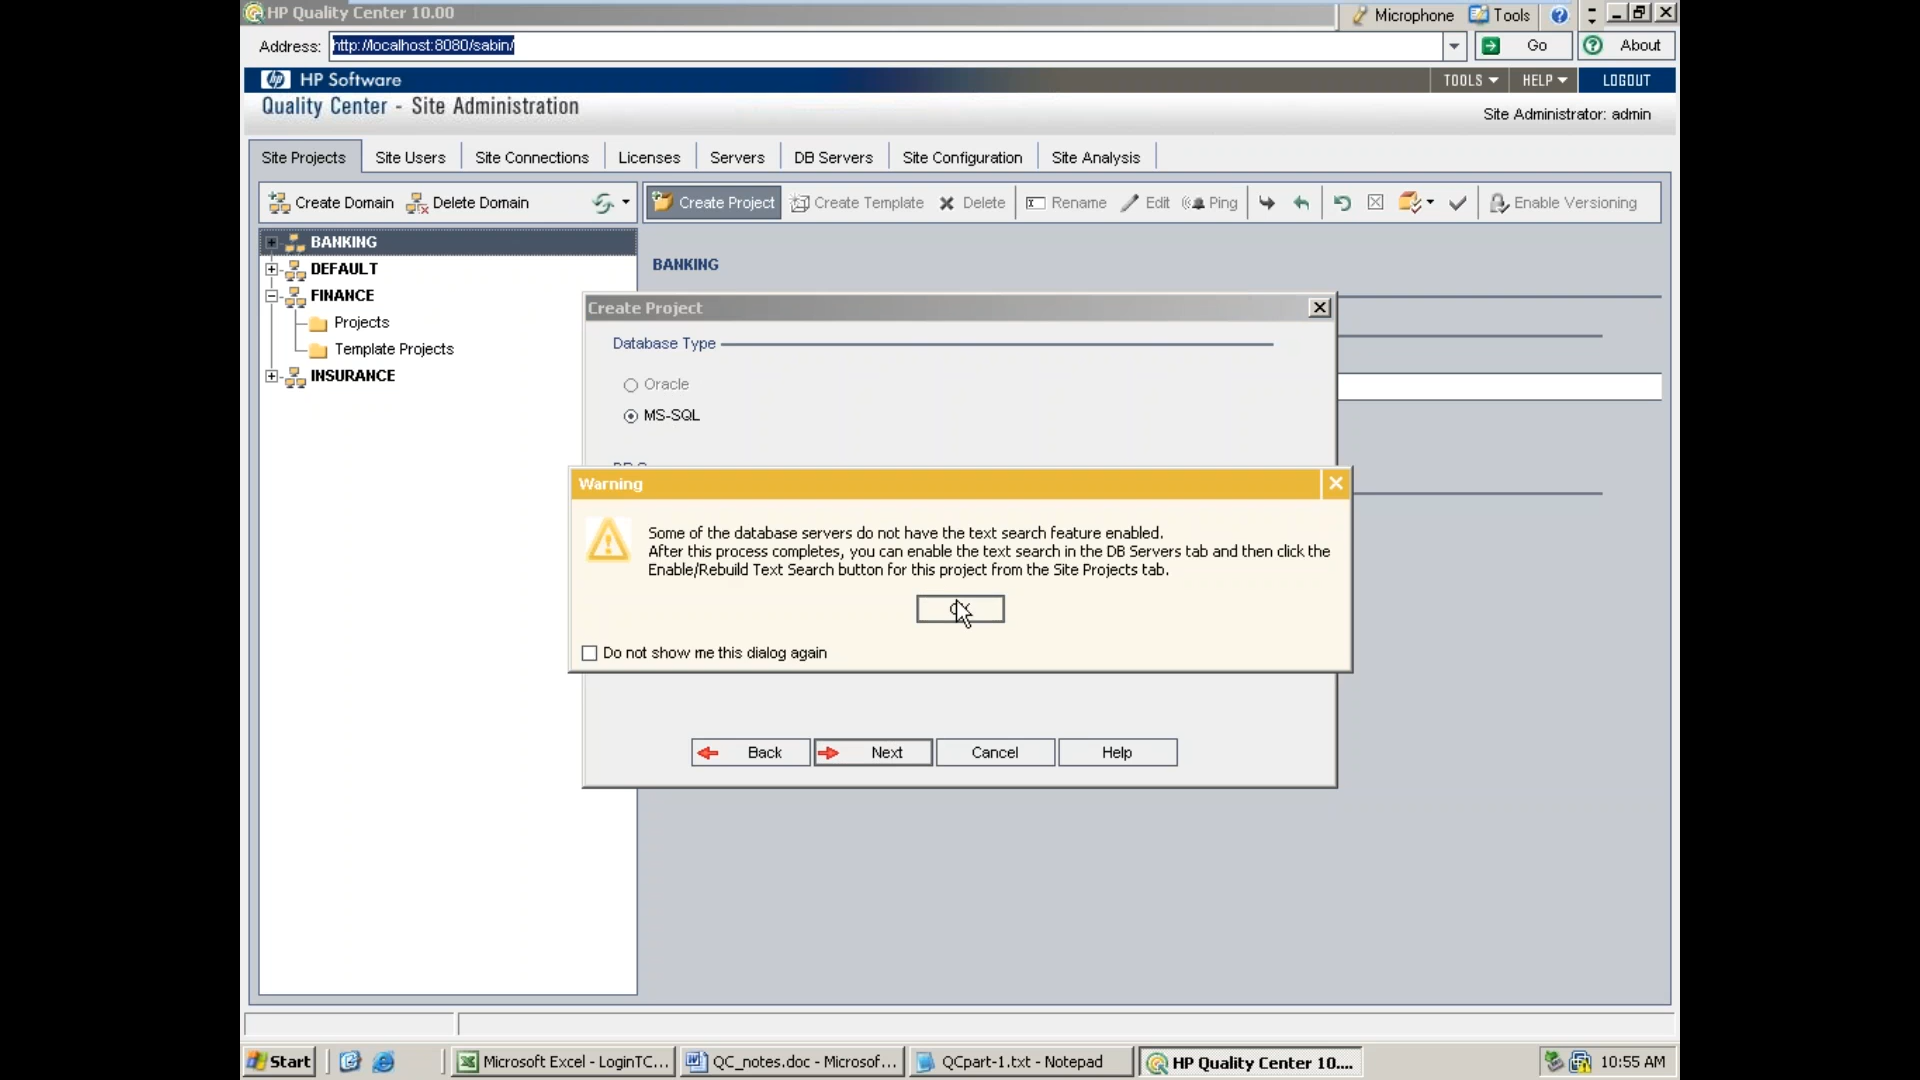 HP Quality Center 10.00
Microphone Tools
Address: http://localhost:8080/sabin/ Go About
hp HP Software TOOLS HELP LOGOUT
Quality Center - Site Administration
Site Administrator: admin
Site Projects Site Users Site Connections Licenses Servers DB Servers Site Configuration Site Analysis
Create Domain Delete Domain Create Project Create Template Delete Rename Edit Ping Enable Versioning
BANKING
DEFAULT
FINANCE
Projects
Template Projects
INSURANCE
BANKING
Create Project
Database Type
Oracle
MS-SQL
Warning
Some of the database servers do not have the text search feature enabled.
After this process completes, you can enable the text search in the DB Servers tab and then click the
Enable/Rebuild Text Search button for this project from the Site Projects tab.
Do not show me this dialog again
Back Next Cancel Help
Start Microsoft Excel - LoginTC... QC_notes.doc - Microsof... QCpart-1.txt - Notepad HP Quality Center 10.... 10:55 AM